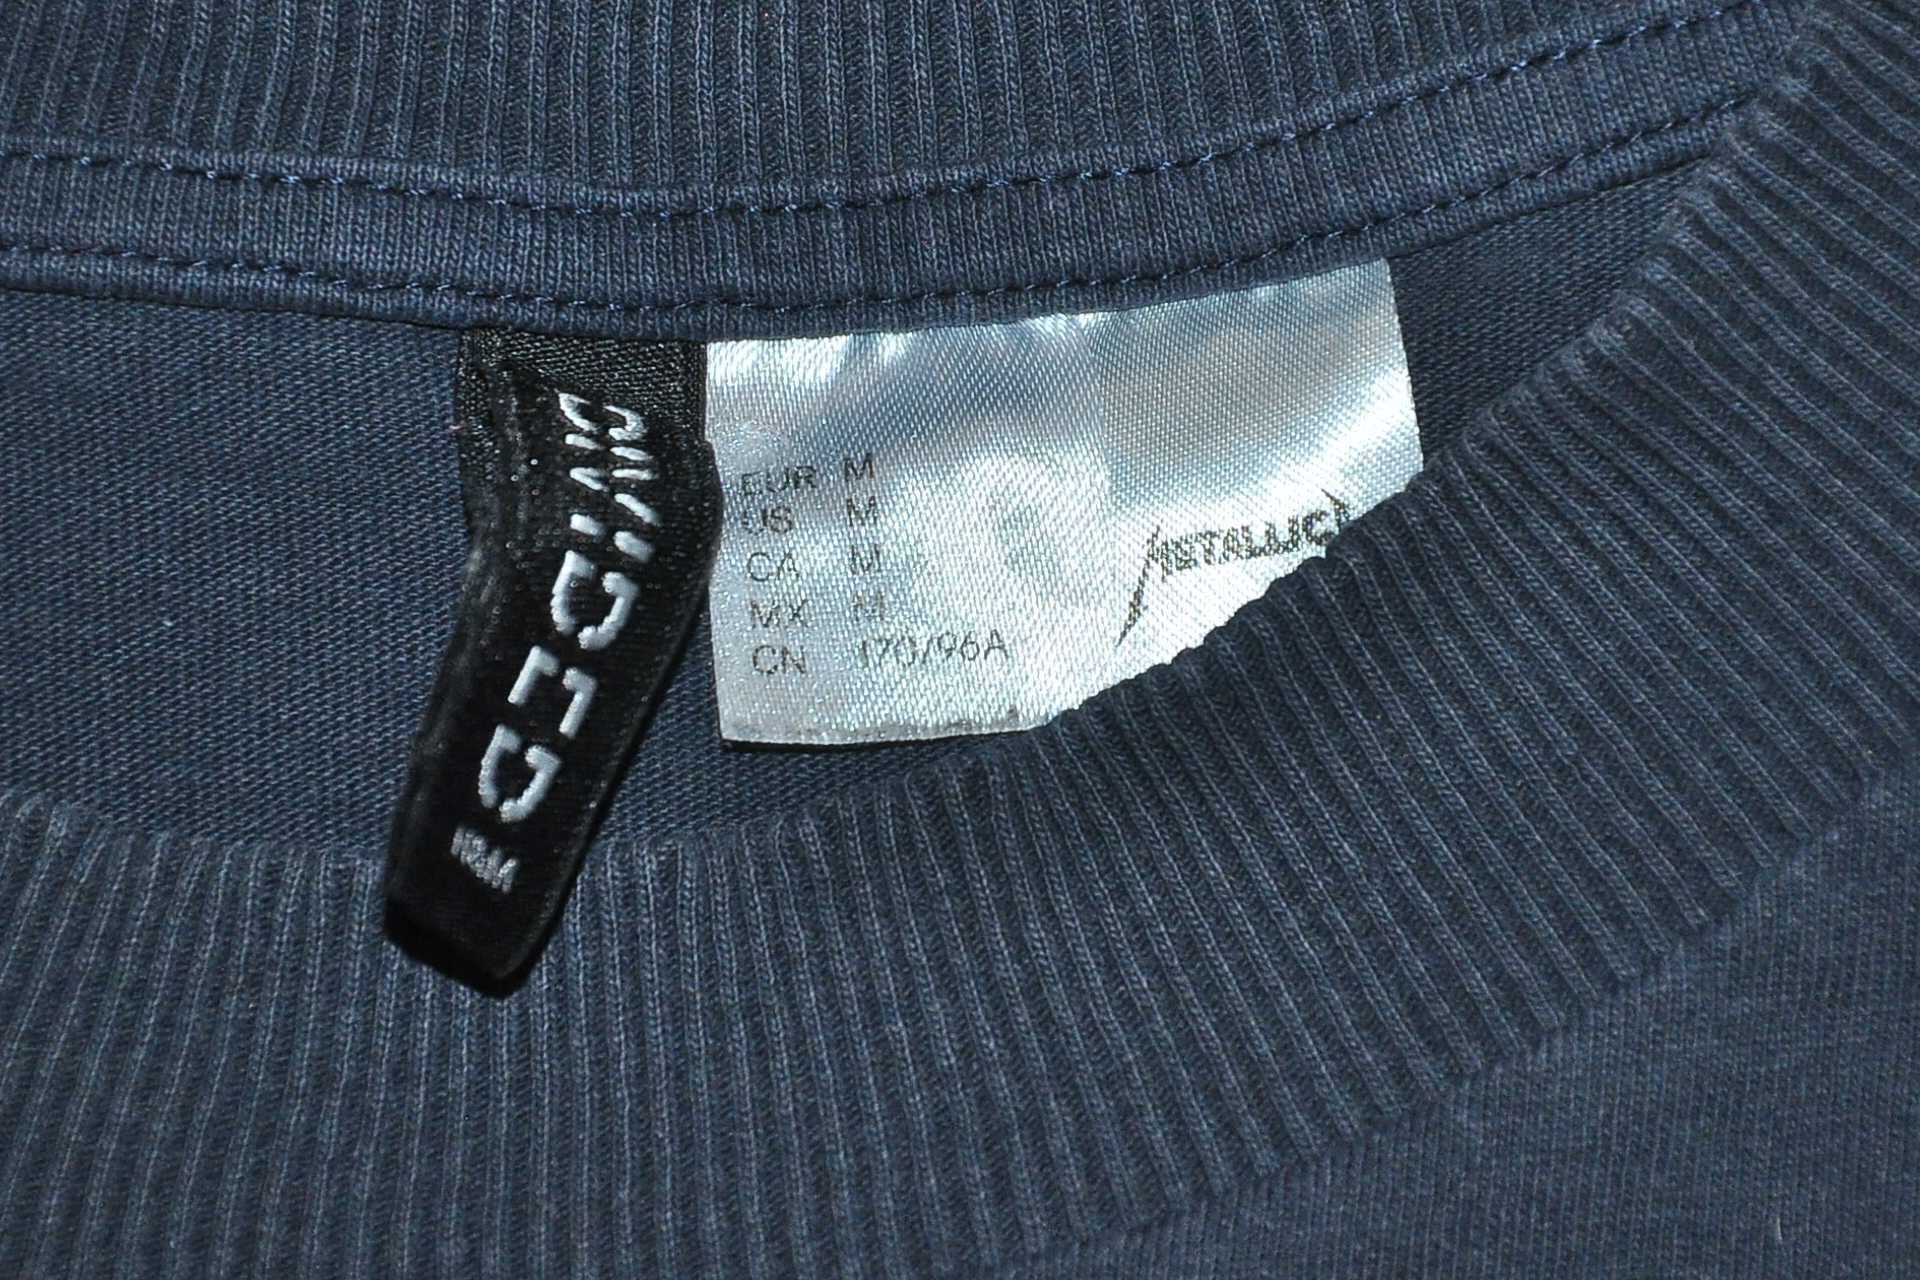 DIVIDED
H&M
EUR M
US M
CA M
MX M
CN 170/96A
METALLICA